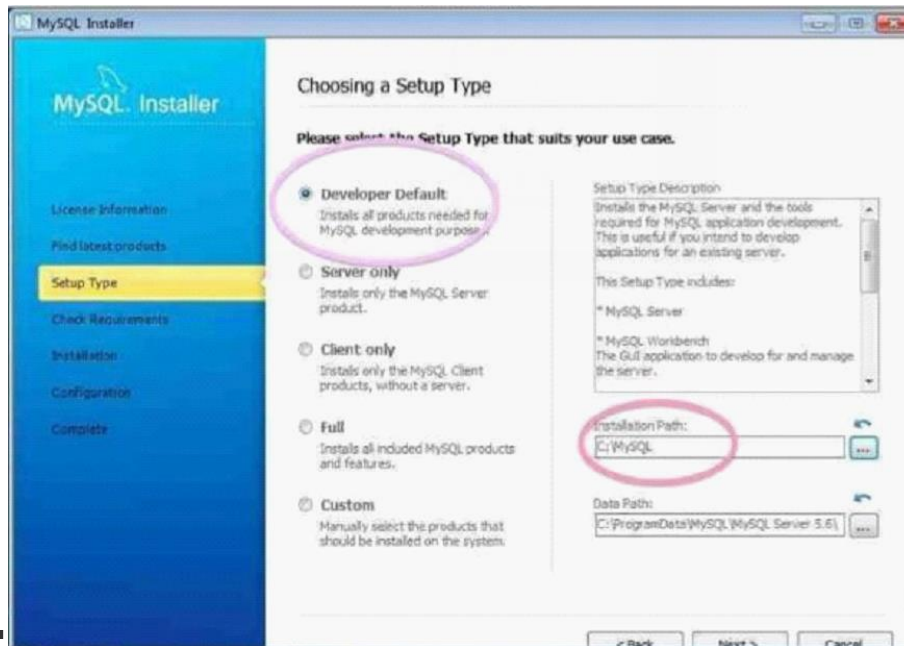 MySQL Installer
MySQL. Installer
License Information
Find latest products
Setup Type
Check Requirements
Installation
Configuration
Complete
Choosing a Setup Type
Please select the Setup Type that suits your use case.
Developer Default
Installs all products needed for
MySQL development purpose
Server only
Installs only the MySQL Server
product.
Client only
Installs only the MySQL Client
products, without a server.
Full
Installs all included MySQL products
and features.
Custom
Manually select the products that
should be installed on the system.
Setup Type Description
Installs the MySQL Server and the tools
required for MySQL application development.
This is useful if you intend to develop
applications for an existing server.
This Setup Type includes:
* MySQL Server
* MySQL Workbench
The GUI application to develop for and manage
the server.
Installation Path:
C:\MySQL
...
Data Path:
C:\ProgramData\MySQL\MySQL Server 5.6\
...
< Back
Next >
Cancel